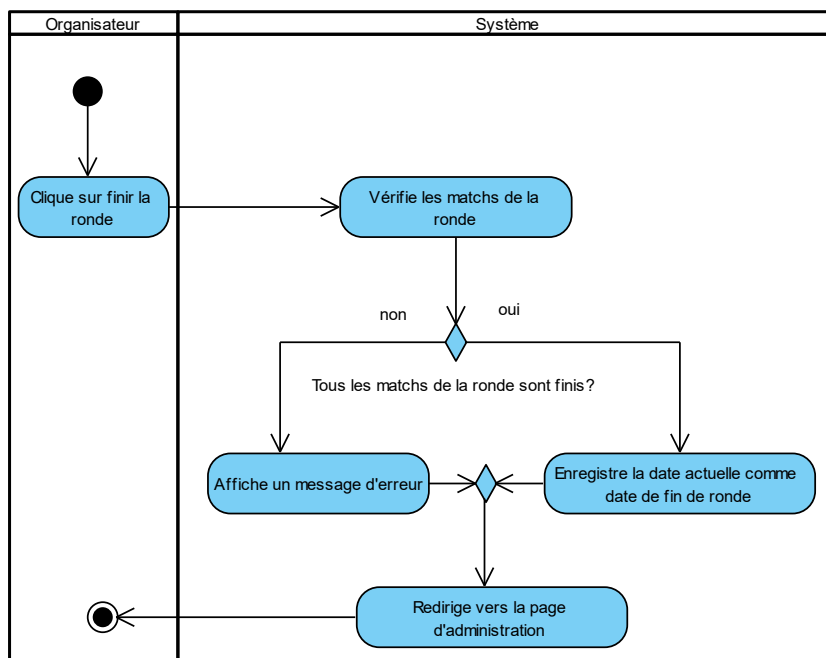 Organisateur
Système
Clique sur finir la
ronde
Vérifie les matchs de la
ronde
non
oui
Tous les matchs de la ronde sont finis?
Affiche un message d'erreur
Enregistre la date actuelle comme
date de fin de ronde
Redirige vers la page
d'administration